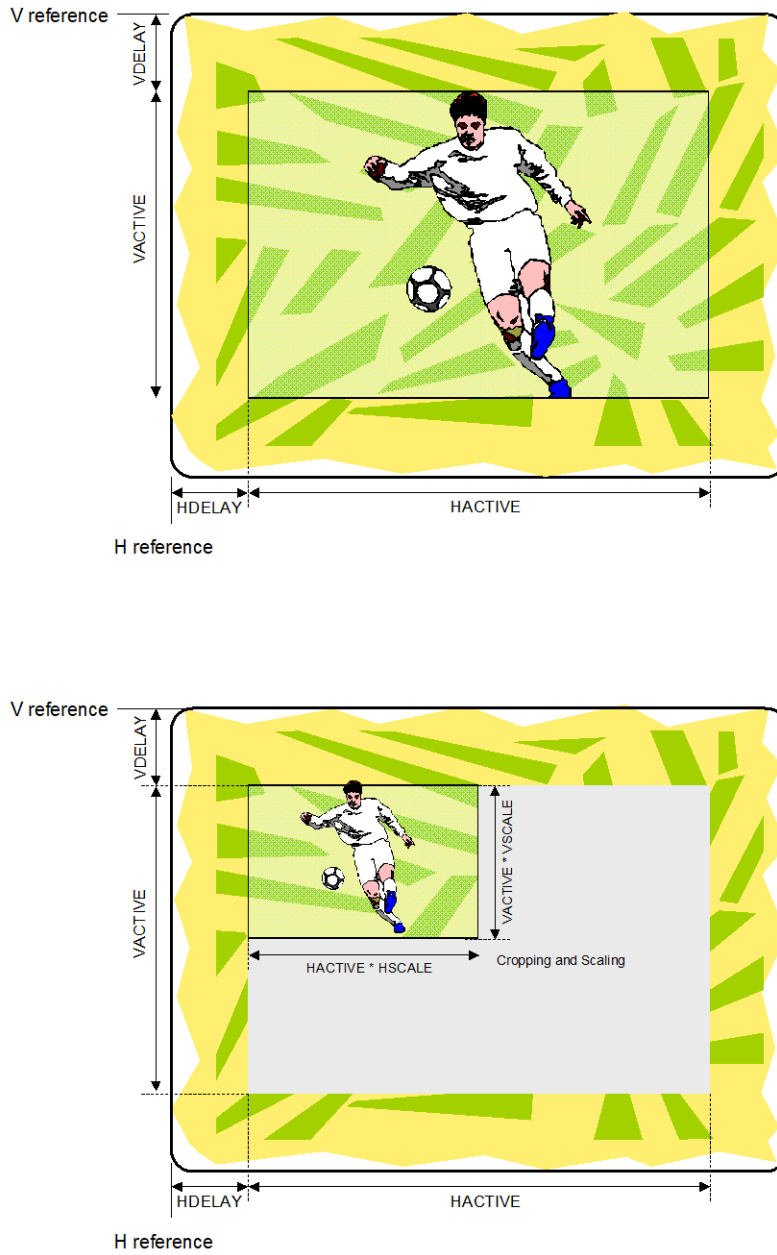 V reference
VDELAY
VACTIVE
HDELAY
HACTIVE
H reference
V reference
VDELAY
VACTIVE
VACTIVE * VSCALE
HACTIVE * HSCALE
Cropping and Scaling
HDELAY
HACTIVE
H reference